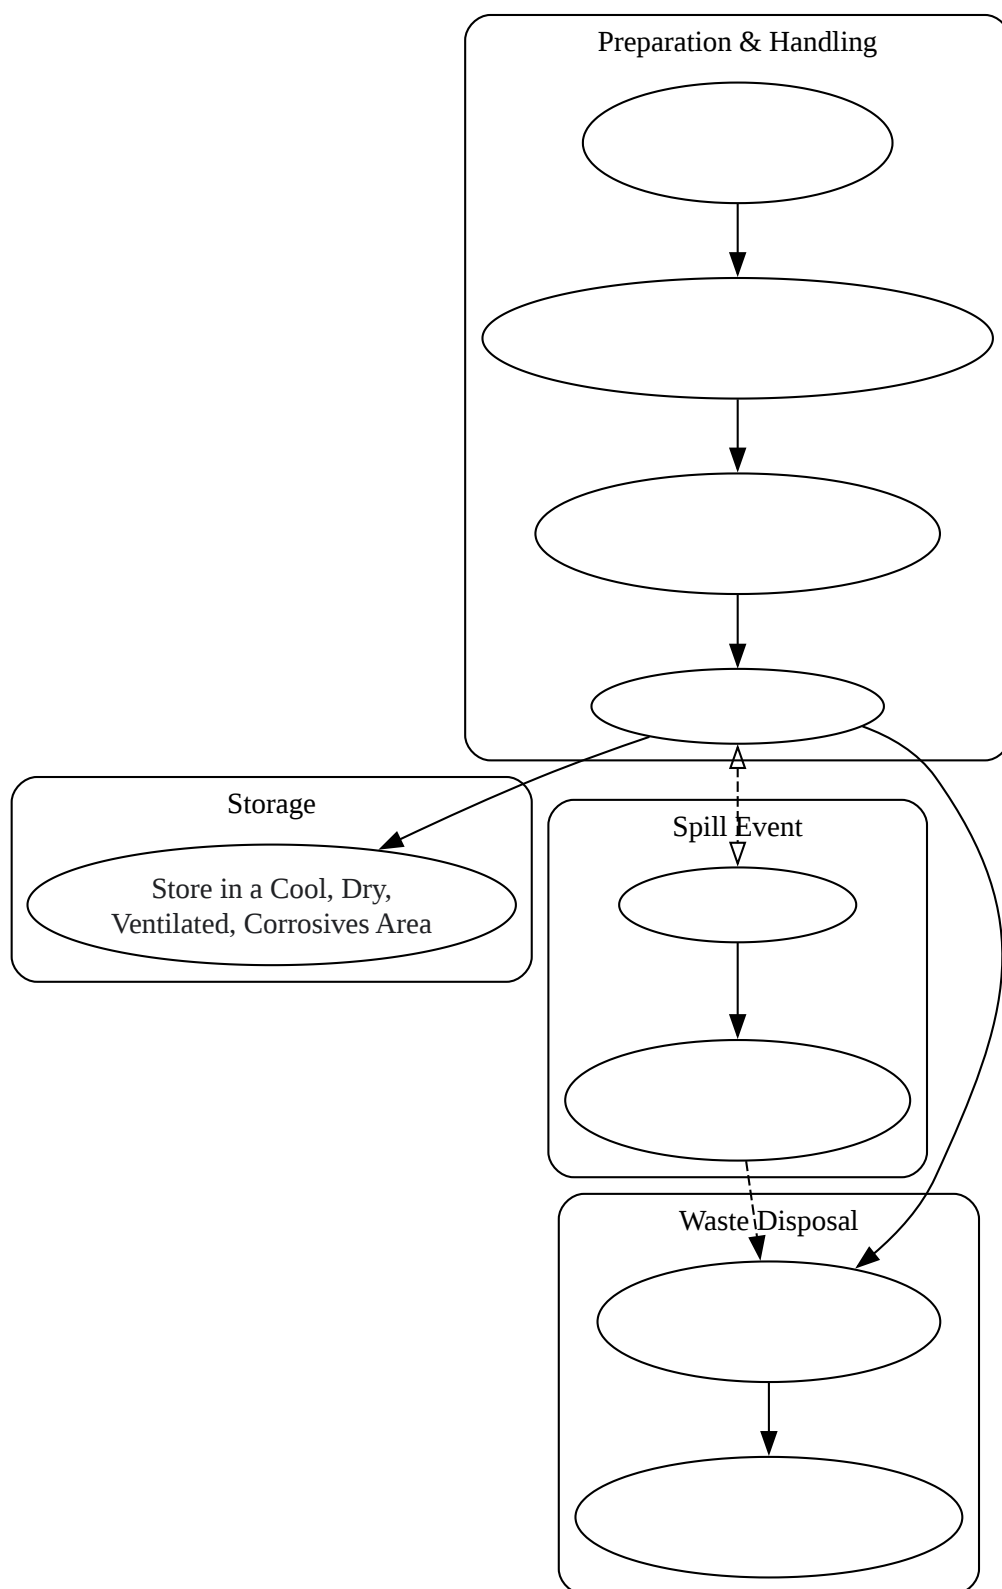 Preparation & Handling
Storage
Store in a Cool, Dry,
Ventilated, Corrosives Area
Spill Event
Waste Disposal